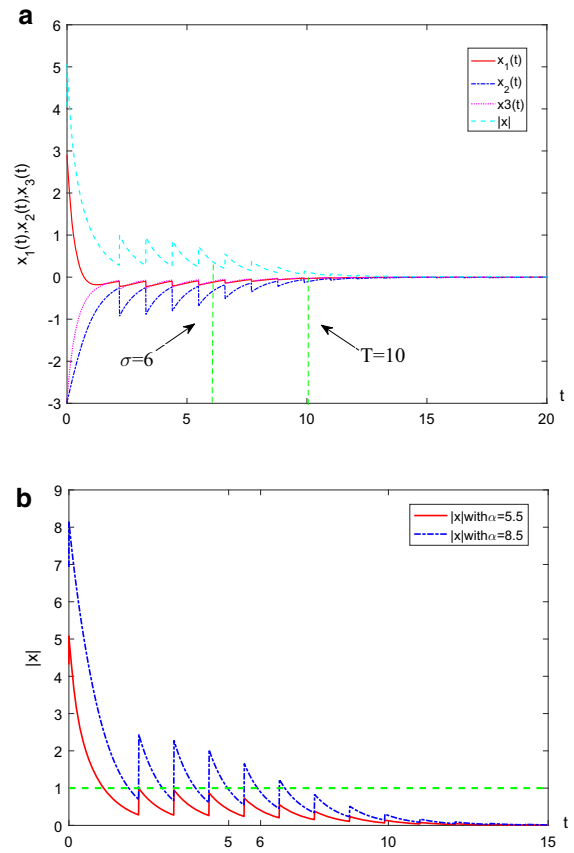 a
6
5
4
3
2
1
0
-1
-2
-3
x1(t),x2(t),x3(t)
x1(t)
x2(t)
x3(t)
|x|
σ=6
T=10
0
5
10
15
20
t
b
9
8
7
6
5
4
3
2
1
0
|x|
|x|withα=5.5
|x|withα=8.5
0
5
6
10
15
t